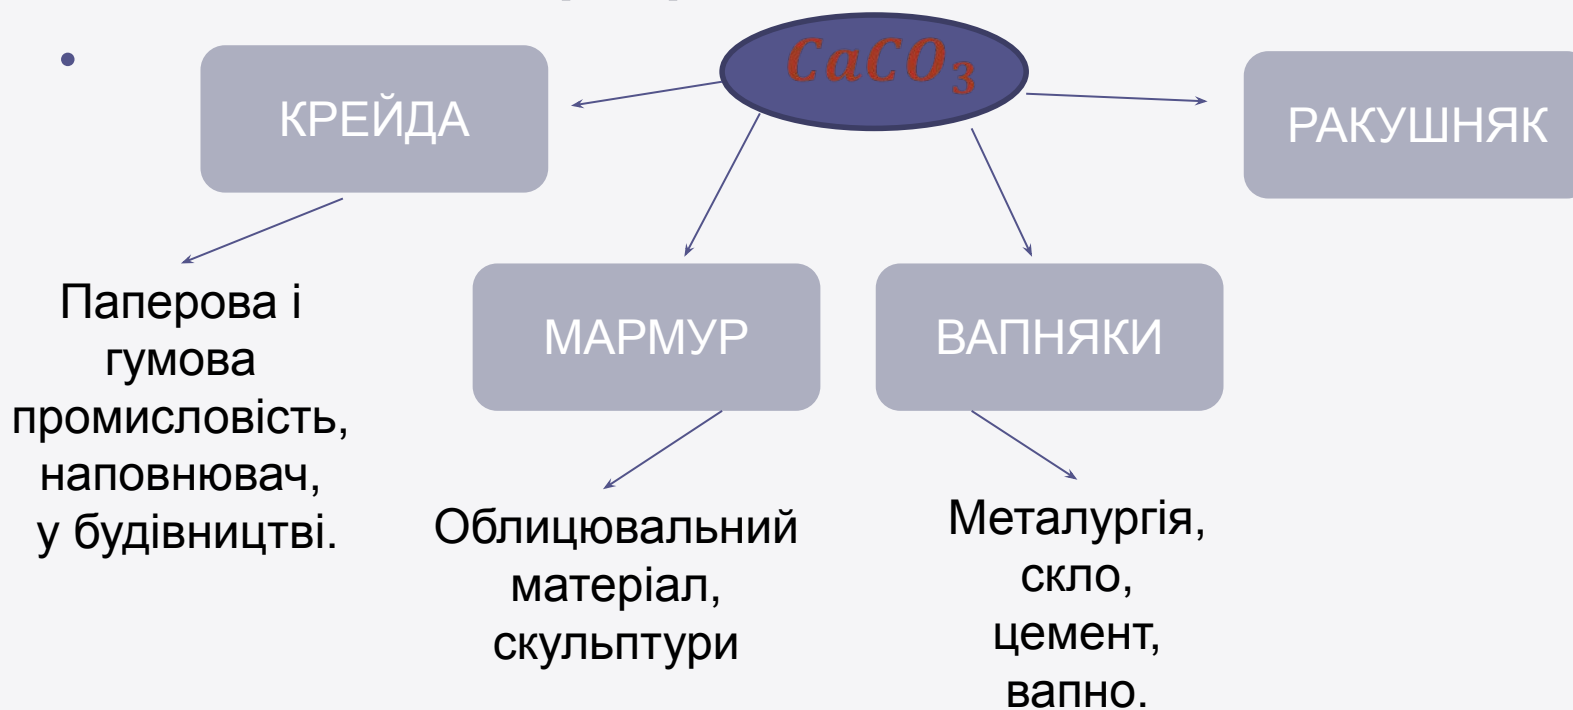 CaCO₃
КРЕЙДА
РАКУШНЯК
Паперова і
гумова
промисловість,
наповнювач,
у будівництві.
МАРМУР
ВАПНЯКИ
Облицювальний
матеріал,
скульптури
Металургія,
скло,
цемент,
вапно.